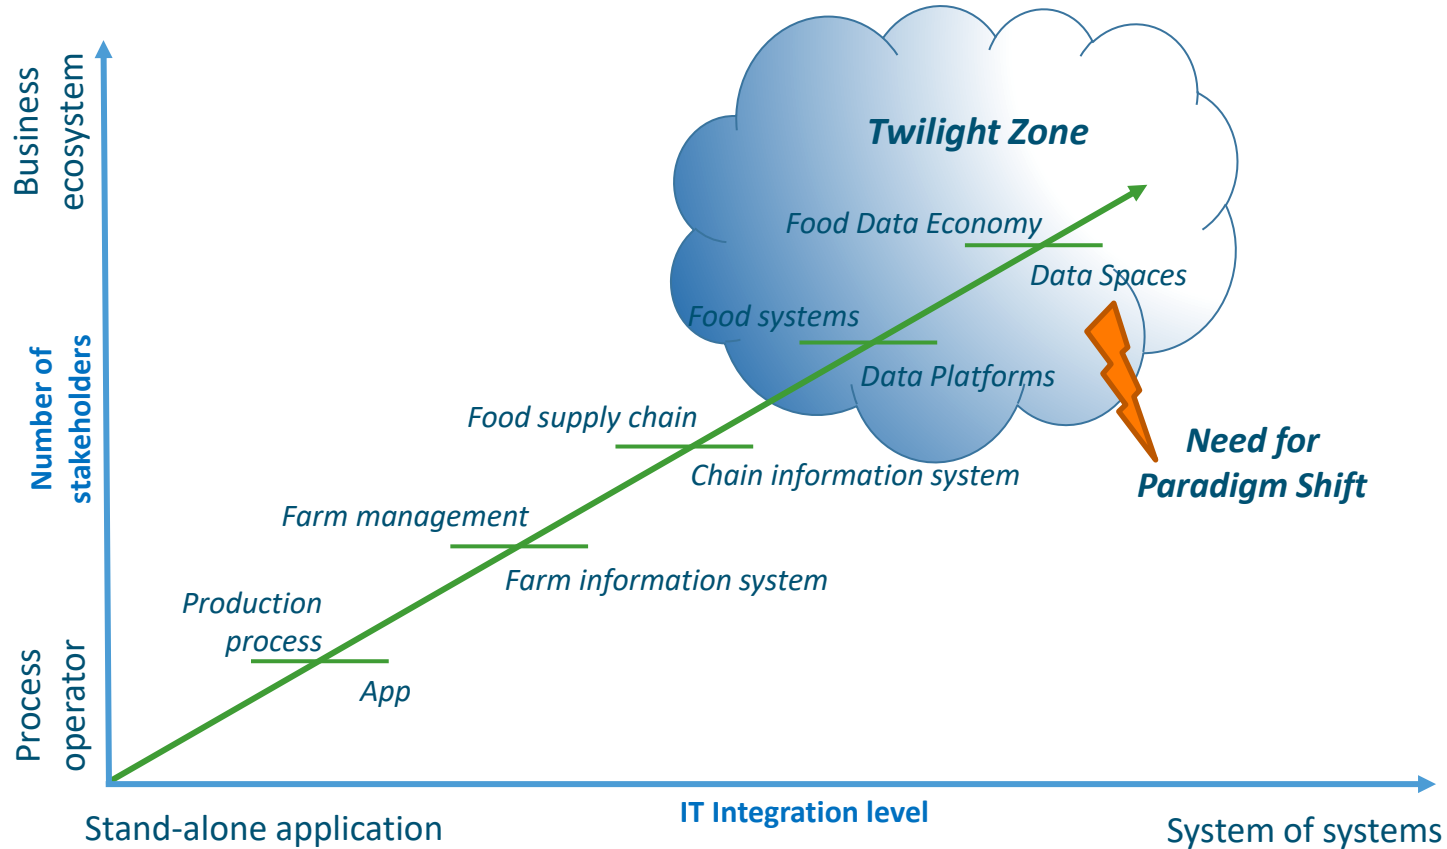 Business
ecosystem
Number of
stakeholders
Process
operator
Twilight Zone
Food Data Economy
Data Spaces
Food systems
Data Platforms
Food supply chain
Chain information system
Need for
Paradigm Shift
Farm management
Farm information system
Production
process
App
Stand-alone application
IT Integration level
System of systems